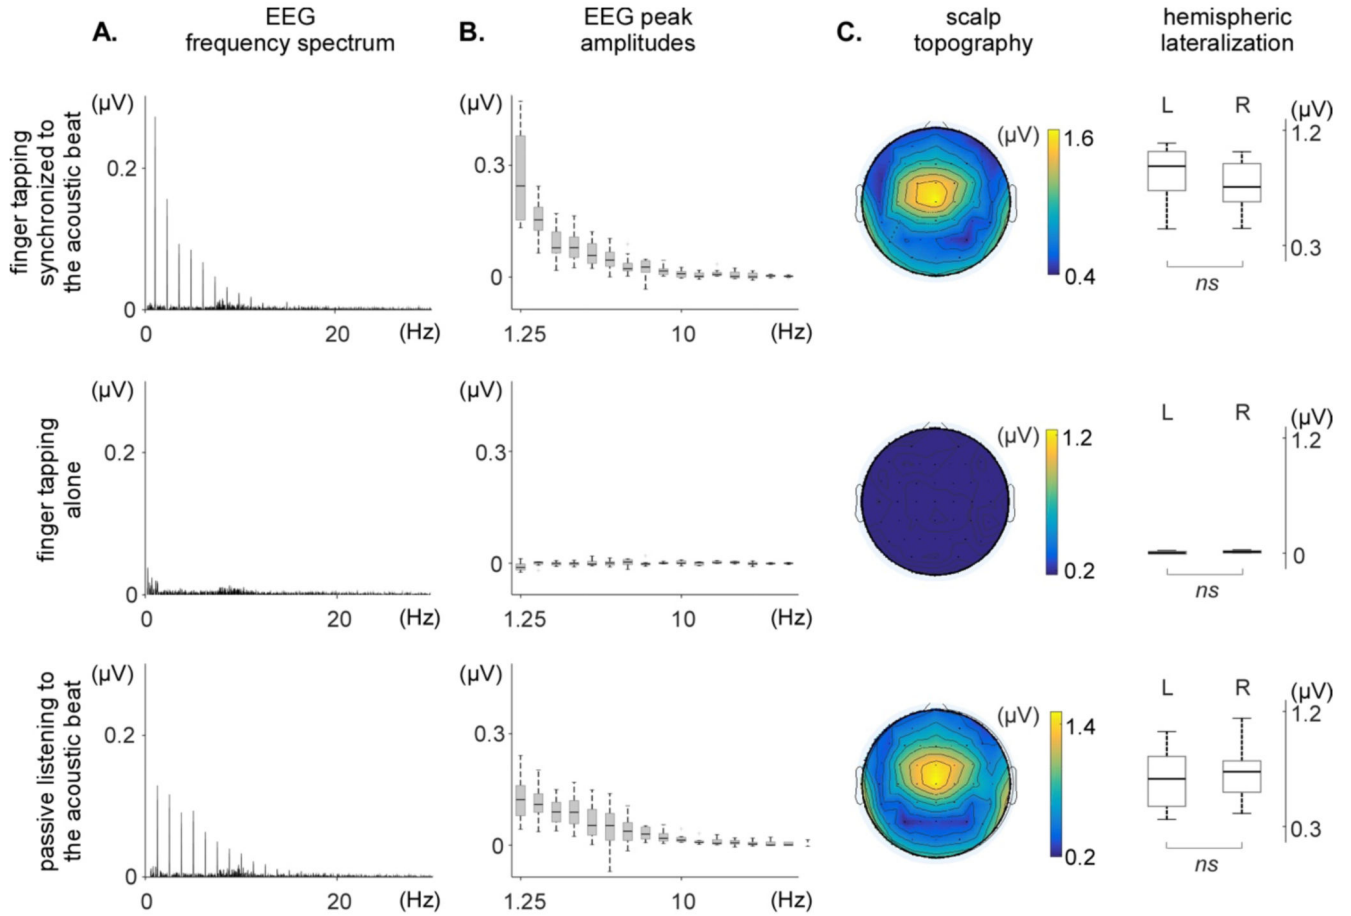 A.
EEG
frequency spectrum
B.
EEG peak
amplitudes
C.
scalp
topography
hemispheric
lateralization
finger tapping
synchronized to
the acoustic beat
(µV)
0.2
0
0
20
(Hz)
(µV)
0.3
0
1.25
10
(Hz)
(µV)
1.6
0.4
L
R
(µV)
1.2
0.3
ns
finger tapping
alone
(µV)
0.2
0
0
20
(Hz)
(µV)
0.3
0
1.25
10
(Hz)
(µV)
1.2
0.2
L
R
(µV)
1.2
0
ns
passive listening to
the acoustic beat
(µV)
0.2
0
0
20
(Hz)
(µV)
0.3
0
1.25
10
(Hz)
(µV)
1.4
0.2
L
R
(µV)
1.2
0.3
ns